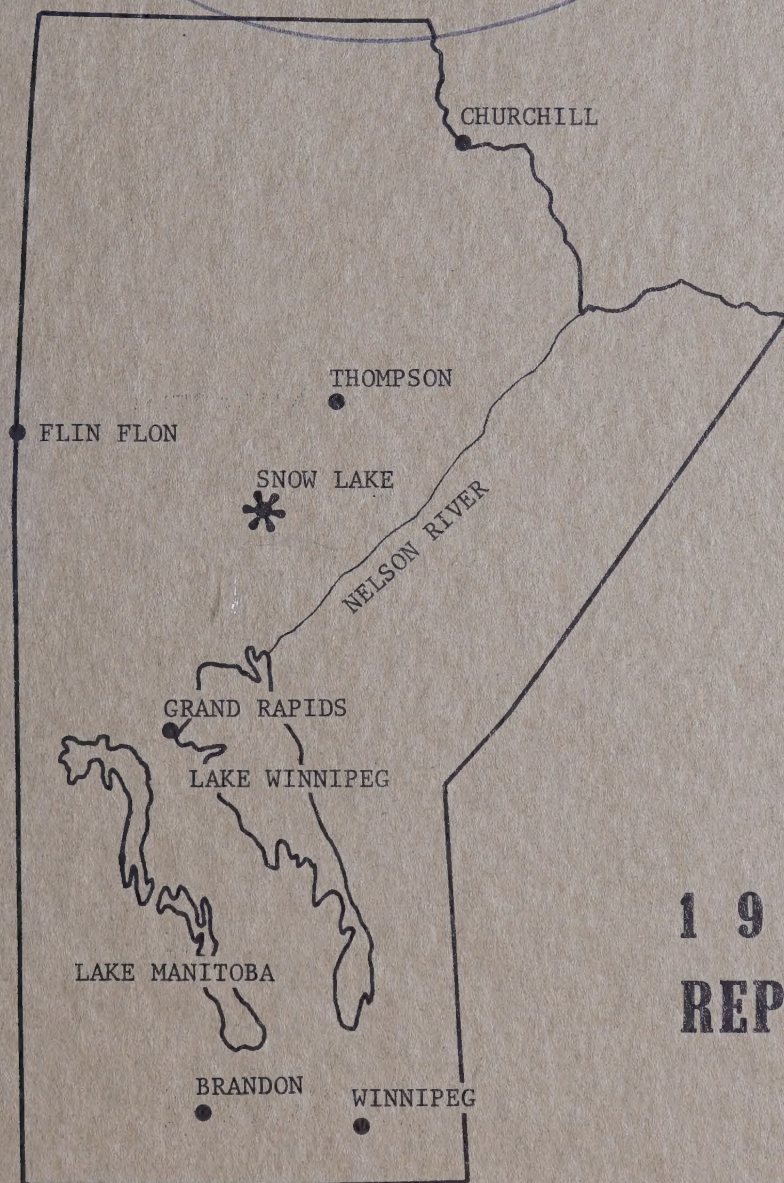 CHURCHILL
THOMPSON
FLIN FLON
SNOW LAKE
NELSON RIVER
GRAND RAPIDS
LAKE WINNIPEG
1 9
REP
LAKE MANITOBA
BRANDON
WINNIPEG